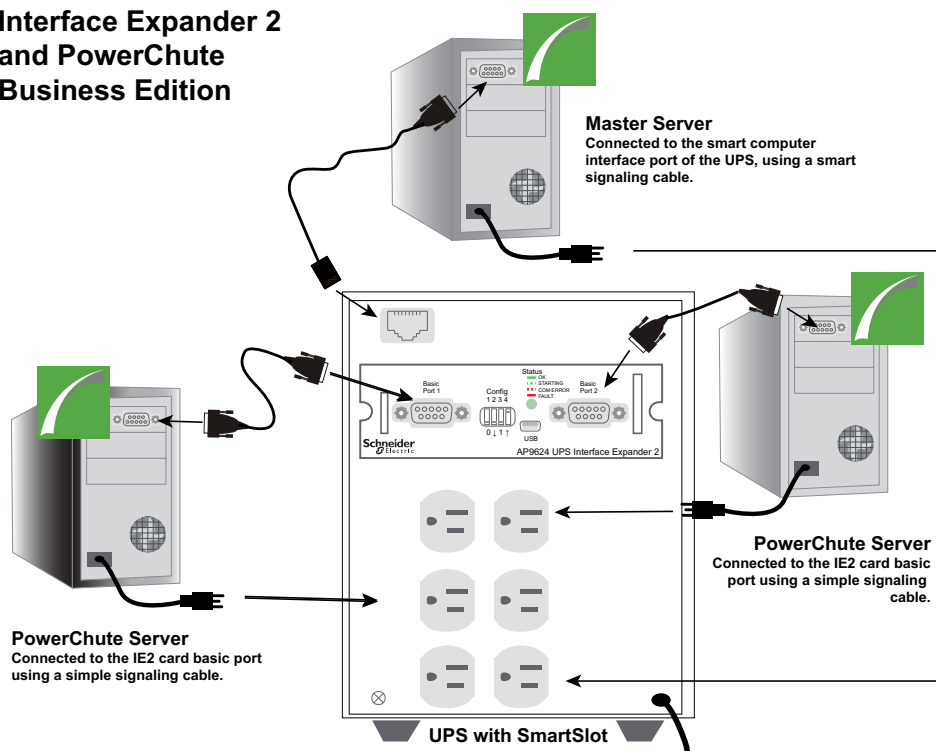 Interface Expander 2
and PowerChute
Business Edition
Master Server
Connected to the smart computer
interface port of the UPS, using a smart
signaling cable.
Basic
Port 1
Config
1 2 3 4
0 ↓ 1 ↑
Status
OK
STARTING
COM ERROR
FAULT
USB
Basic
Port 2
Schneider
Electric
AP9624 UPS Interface Expander 2
PowerChute Server
Connected to the IE2 card basic
port using a simple signaling
cable.
PowerChute Server
Connected to the IE2 card basic port
using a simple signaling cable.
UPS with SmartSlot